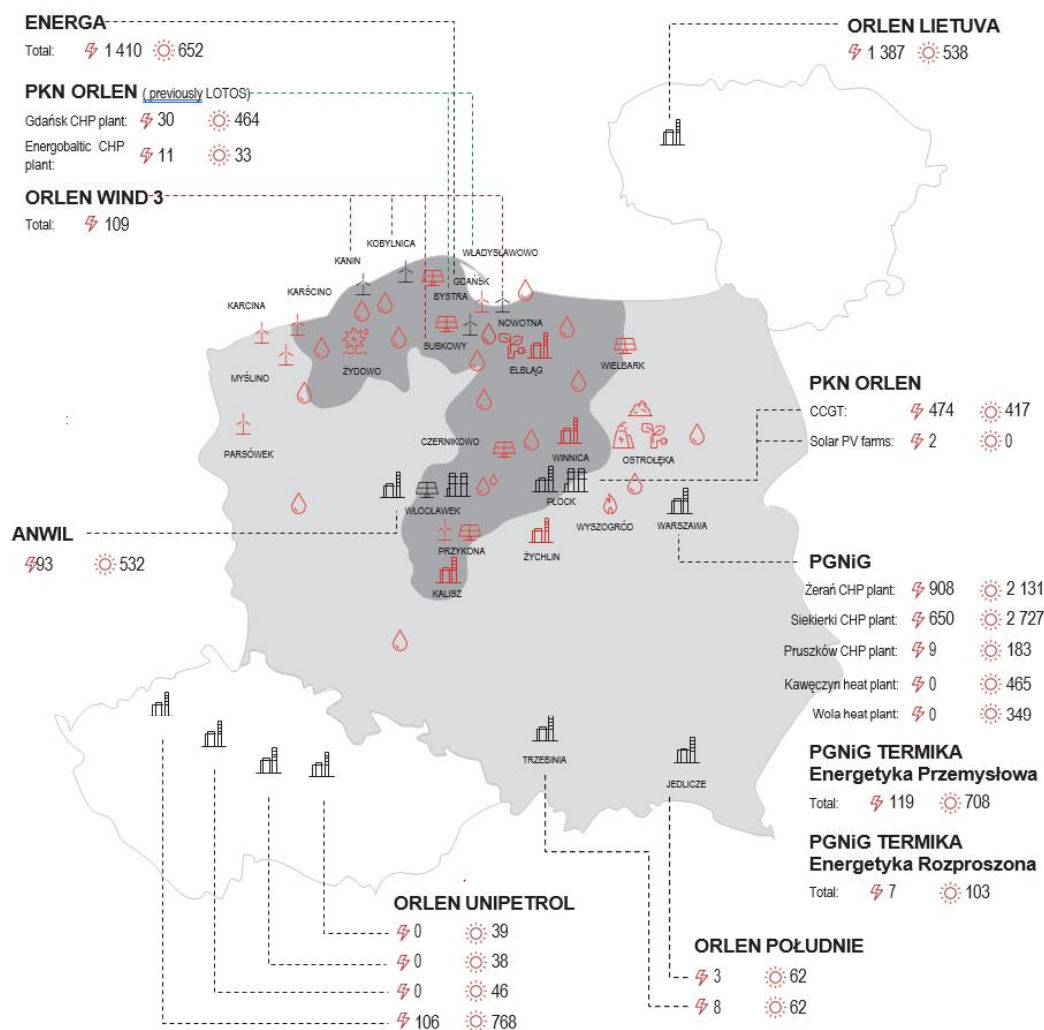 ENERGA
Total: 1 410 652
PKN ORLEN ( previously LOTOS)
Gdańsk CHP plant: 30 464
Energobaltic CHP
plant: 11 33
ORLEN WIND 3
Total: 109
ORLEN LIETUVA
1 387 538
KOBYLNICA
KANIN
WŁADYSŁAWOWO
GDAŃSK
BYSTRA
KARŚCINO
KARCINA
NOWOTNA
SUBKOWY
WIELBARK
ELBLĄG
ŻYDOWO
MYŚLINO
PARSÓWEK
CZERNIKOWO
WINNICA
OSTROŁĘKA
PŁOCK
WŁOCŁAWEK
WYSZOGRÓD
WARSZAWA
PRZYKONA
ŻYCHLIN
KALISZ
TRZEBINIA
JEDLICZE
:
ANWIL
93 532
PKN ORLEN
CCGT: 474 417
Solar PV farms: 2 0
PGNiG
Żerań CHP plant: 908 2 131
Siekierki CHP plant: 650 2 727
Pruszków CHP plant: 9 183
Kawęczyn heat plant: 0 465
Wola heat plant: 0 349
PGNiG TERMIKA
Energetyka Przemysłowa
Total: 119 708
PGNiG TERMIKA
Energetyka Rozproszona
Total: 7 103
ORLEN UNIPETROL
0 39
0 38
0 46
106 768
ORLEN POŁUDNIE
3 62
8 62